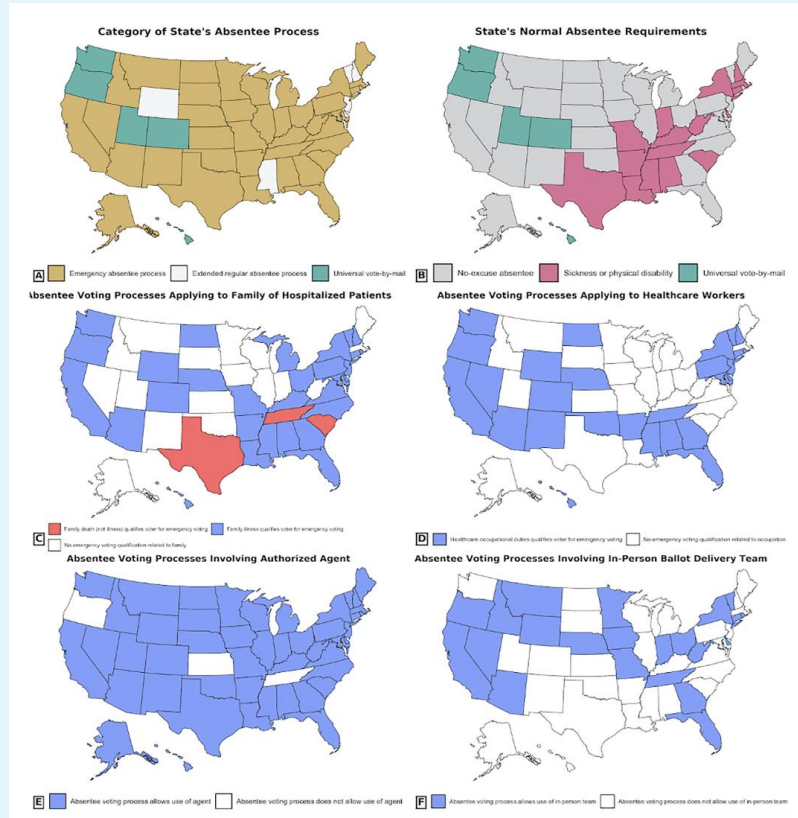 Category of State's Absentee Process
State's Normal Absentee Requirements
A Emergency absentee process Extended regular absentee process Universal vote-by-mail
B No-excuse absentee Sickness or physical disability Universal vote-by-mail
Absentee Voting Processes Applying to Family of Hospitalized Patients
Absentee Voting Processes Applying to Healthcare Workers
C Family death (not illness) qualifies voter for emergency voting Family illness qualifies voter for emergency voting
No emergency voting qualification related to family
D Healthcare occupational duties qualifies voter for emergency voting No emergency voting qualification related to occupation
Absentee Voting Processes Involving Authorized Agent
Absentee Voting Processes Involving In-Person Ballot Delivery Team
E Absentee voting process allows use of agent Absentee voting process does not allow use of agent
F Absentee voting process allows use of in-person team Absentee voting process does not allow use of in-person team